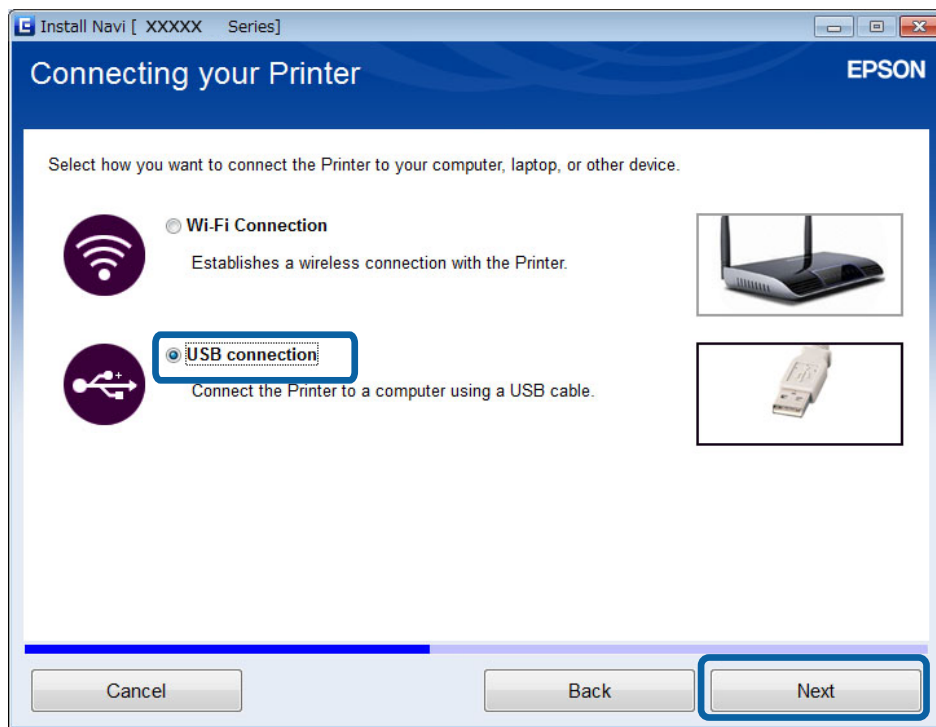 Install Navi [ XXXXX Series]
Connecting your Printer
EPSON
Select how you want to connect the Printer to your computer, laptop, or other device.
Wi-Fi Connection
Establishes a wireless connection with the Printer.
USB connection
Connect the Printer to a computer using a USB cable.
Cancel
Back
Next